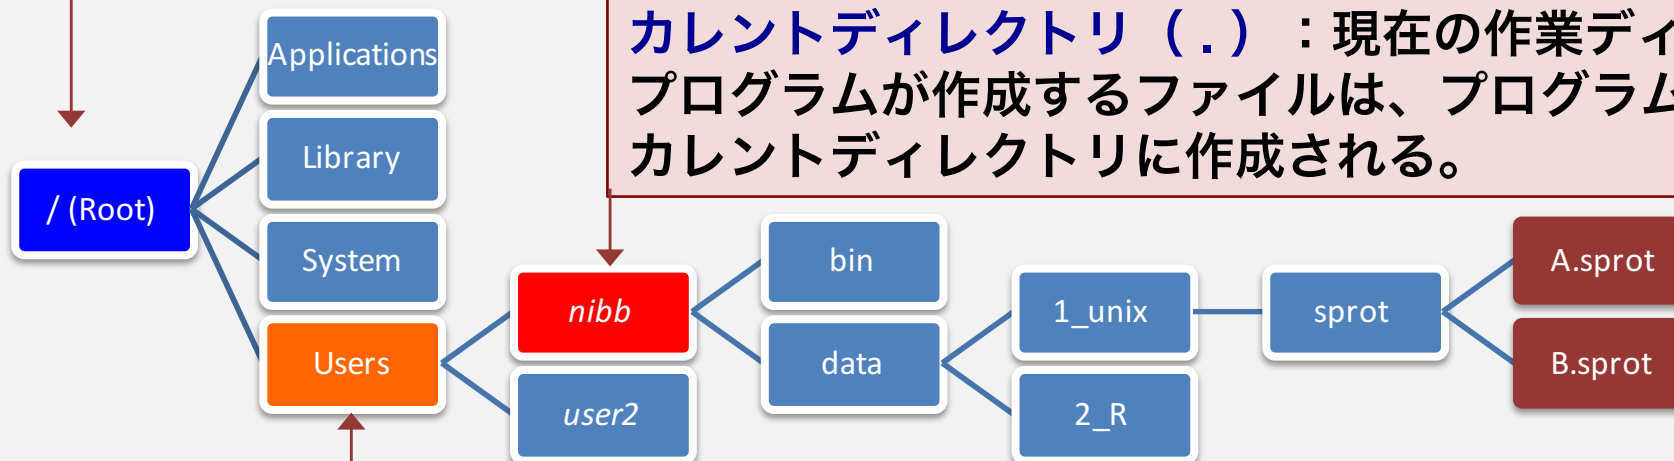 カレントディレクトリ（ . ）：現在の作業ディ
プログラムが作成するファイルは、プログラム
カレントディレクトリに作成される。
/ (Root)
Applications
Library
System
Users
nibb
user2
bin
data
1_unix
2_R
sprot
A.sprot
B.sprot